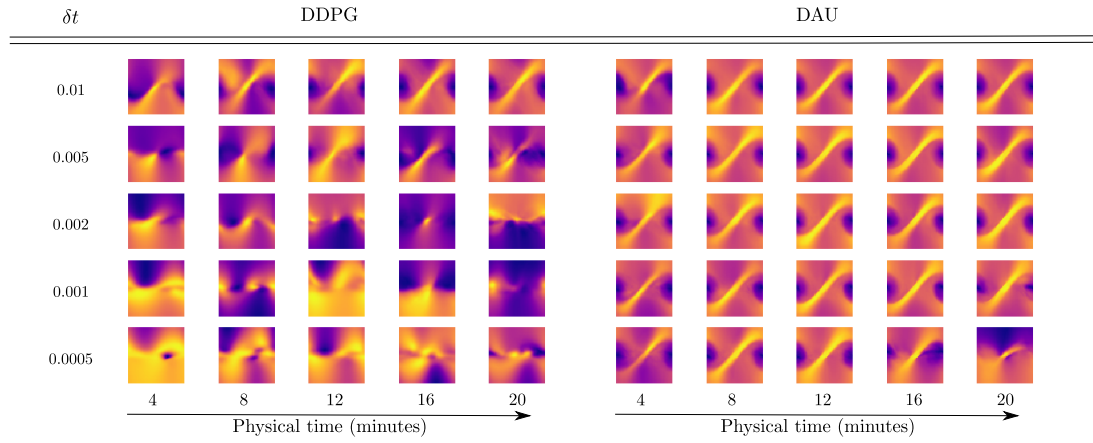 δt DDPG DAU
0.01
0.005
0.002
0.001
0.0005
4 8 12 16 20 4 8 12 16 20
Physical time (minutes) Physical time (minutes)